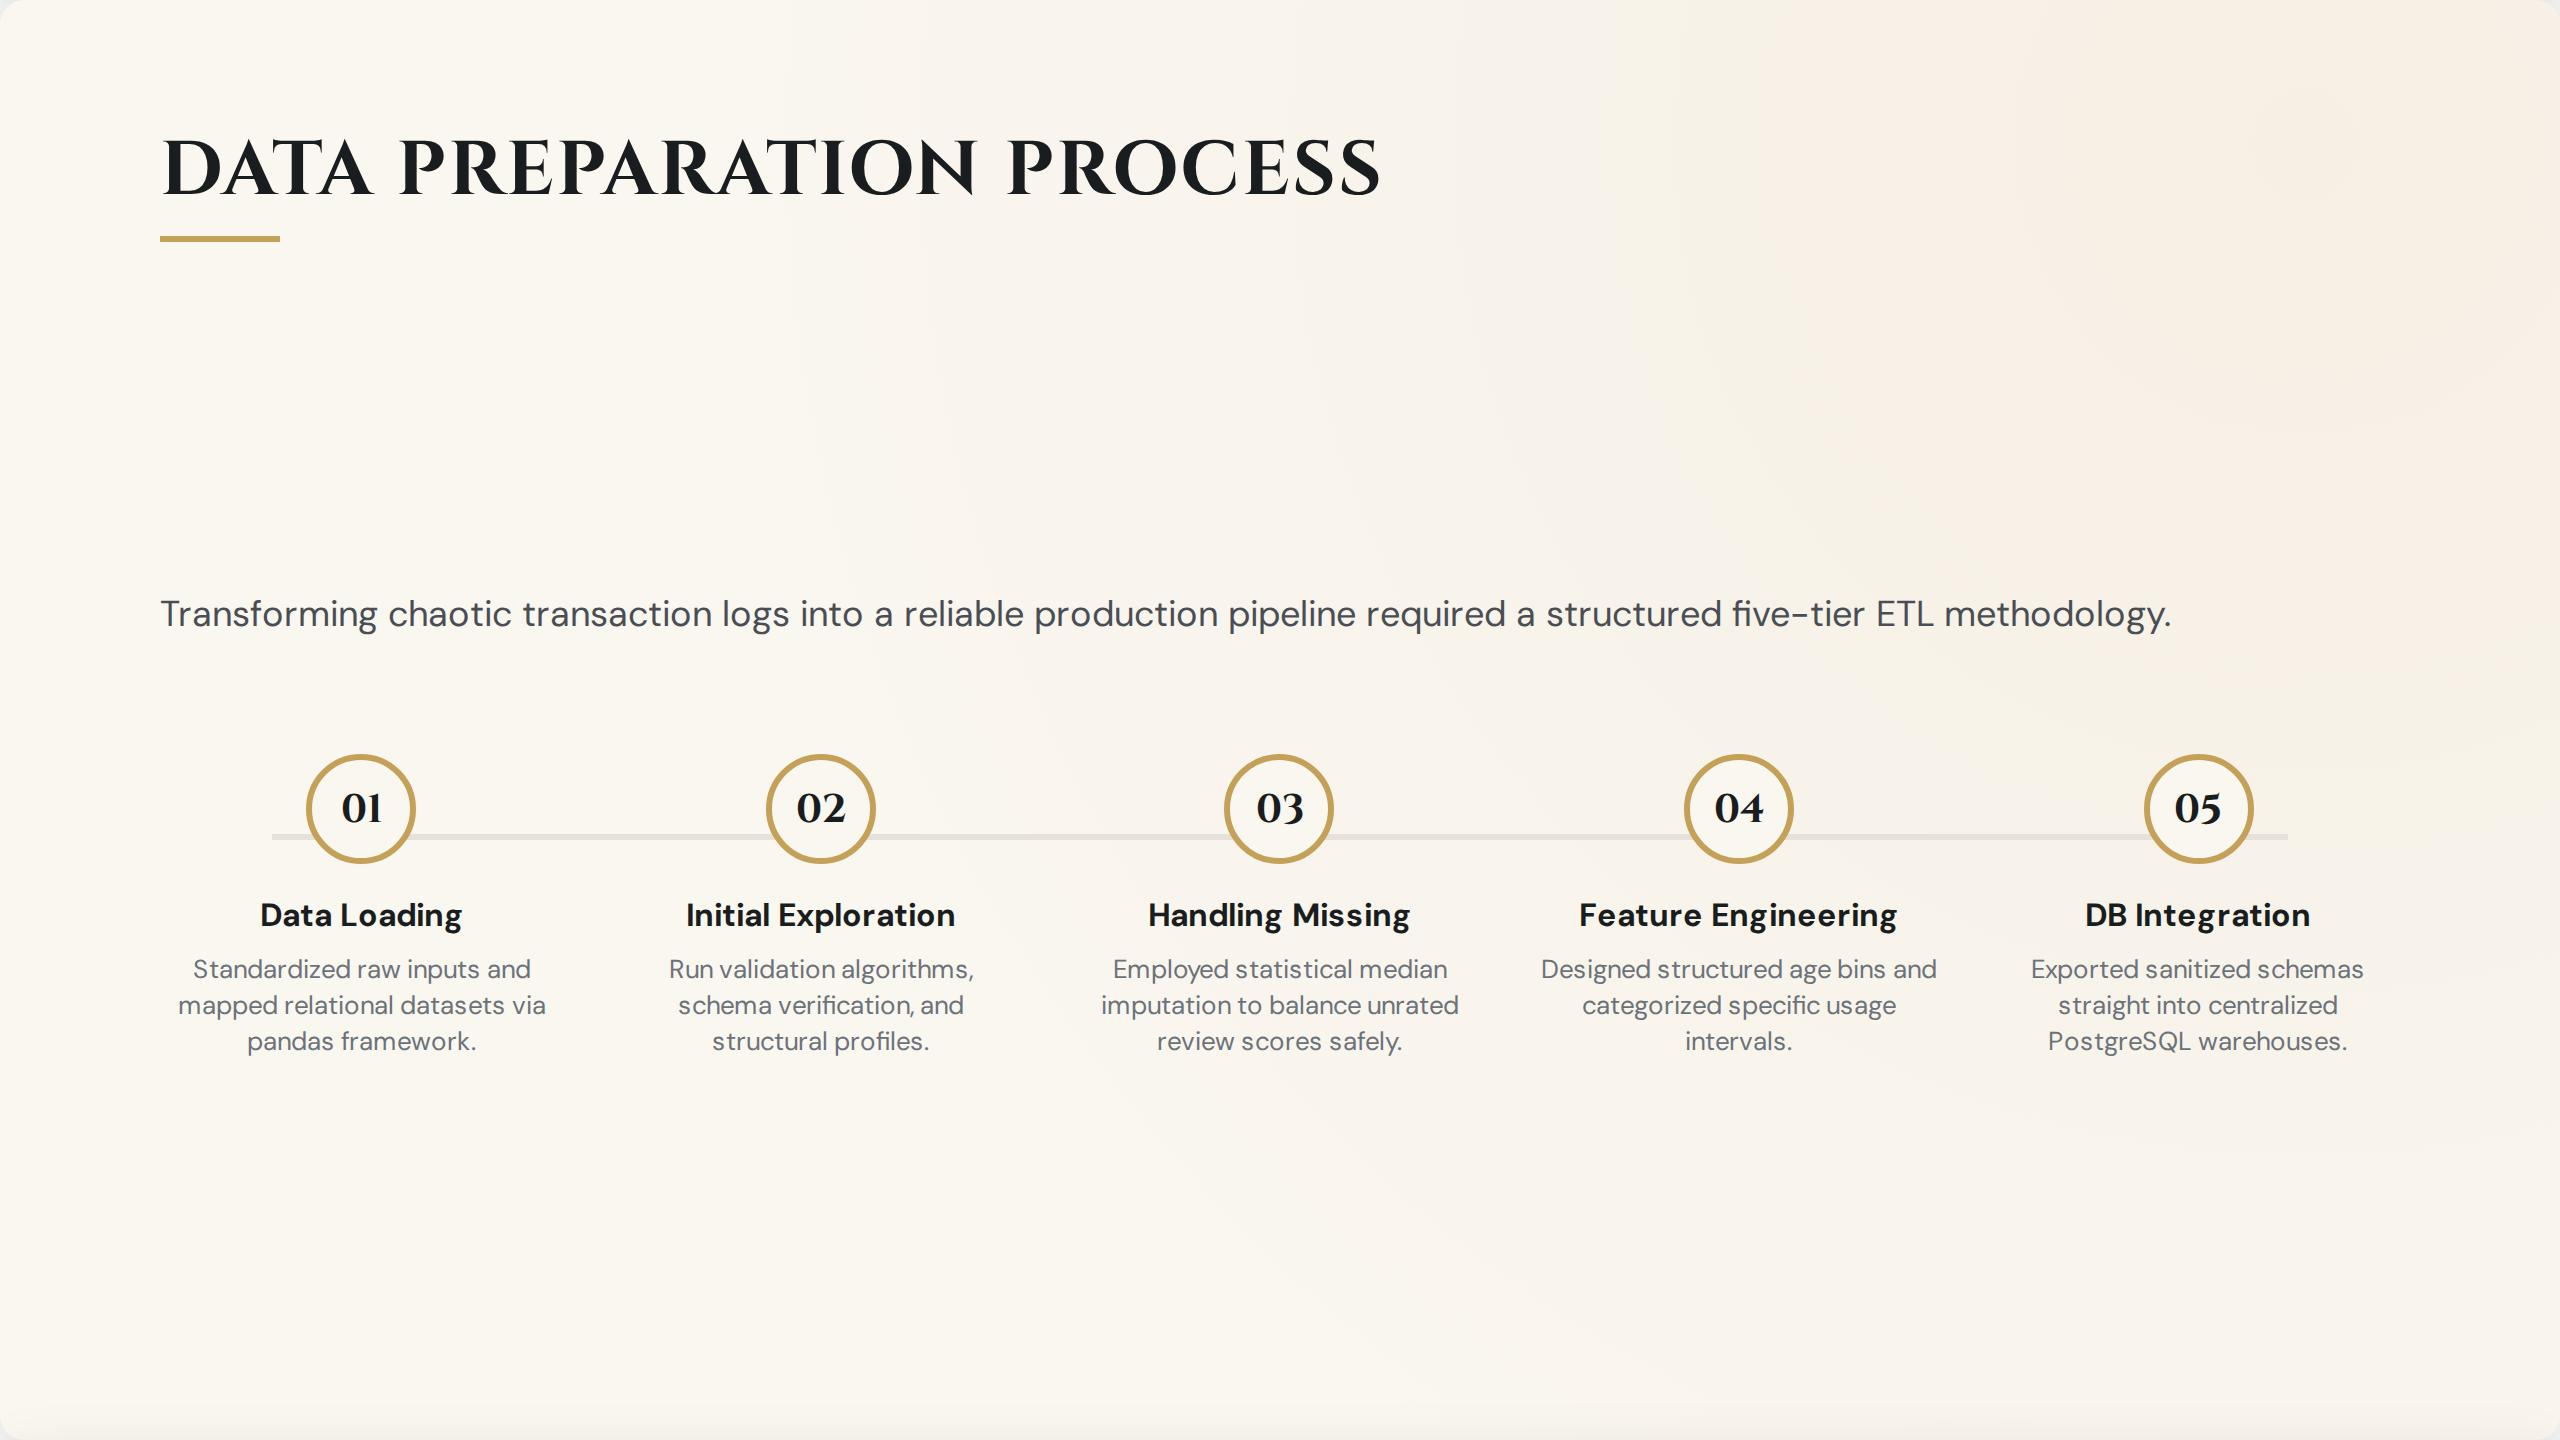 DATA PREPARATION PROCESS
Transforming chaotic transaction logs into a reliable production pipeline required a structured five-tier ETL methodology.
01
Data Loading
Standardized raw inputs and
mapped relational datasets via
pandas framework.
02
Initial Exploration
Run validation algorithms,
schema verification, and
structural profiles.
03
Handling Missing
Employed statistical median
imputation to balance unrated
review scores safely.
04
Feature Engineering
Designed structured age bins and
categorized specific usage
intervals.
05
DB Integration
Exported sanitized schemas
straight into centralized
PostgreSQL warehouses.